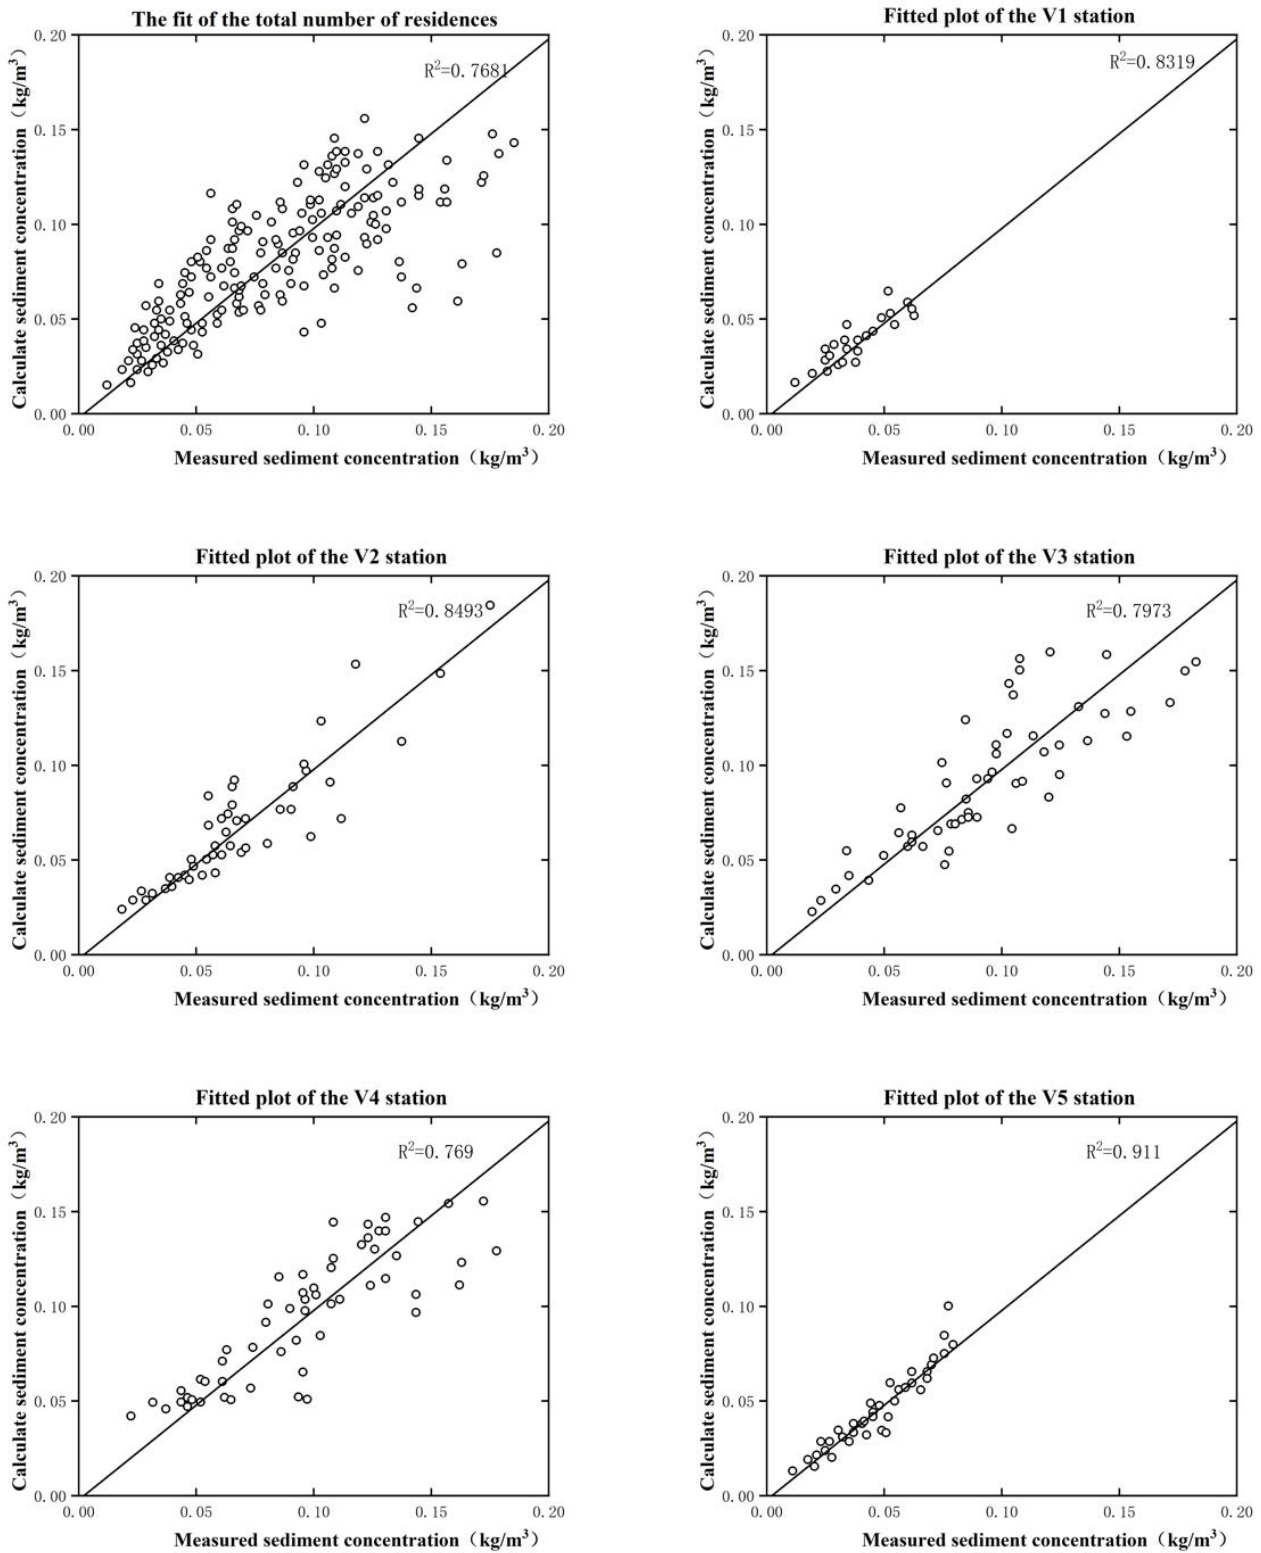 The fit of the total number of residences
R²=0.7681
Calculate sediment concentration (kg/m³)
0.20
0.15
0.10
0.05
0.00
0.00 0.05 0.10 0.15 0.20
Measured sediment concentration (kg/m³)
Fitted plot of the V1 station
R²=0.8319
Calculate sediment concentration (kg/m³)
0.20
0.15
0.10
0.05
0.00
0.00 0.05 0.10 0.15 0.20
Measured sediment concentration (kg/m³)
Fitted plot of the V2 station
R²=0.8493
Calculate sediment concentration (kg/m³)
0.20
0.15
0.10
0.05
0.00
0.00 0.05 0.10 0.15 0.20
Measured sediment concentration (kg/m³)
Fitted plot of the V3 station
R²=0.7973
Calculate sediment concentration (kg/m³)
0.20
0.15
0.10
0.05
0.00
0.00 0.05 0.10 0.15 0.20
Measured sediment concentration (kg/m³)
Fitted plot of the V4 station
R²=0.769
Calculate sediment concentration (kg/m³)
0.20
0.15
0.10
0.05
0.00
0.00 0.05 0.10 0.15 0.20
Measured sediment concentration (kg/m³)
Fitted plot of the V5 station
R²=0.911
Calculate sediment concentration (kg/m³)
0.20
0.15
0.10
0.05
0.00
0.00 0.05 0.10 0.15 0.20
Measured sediment concentration (kg/m³)